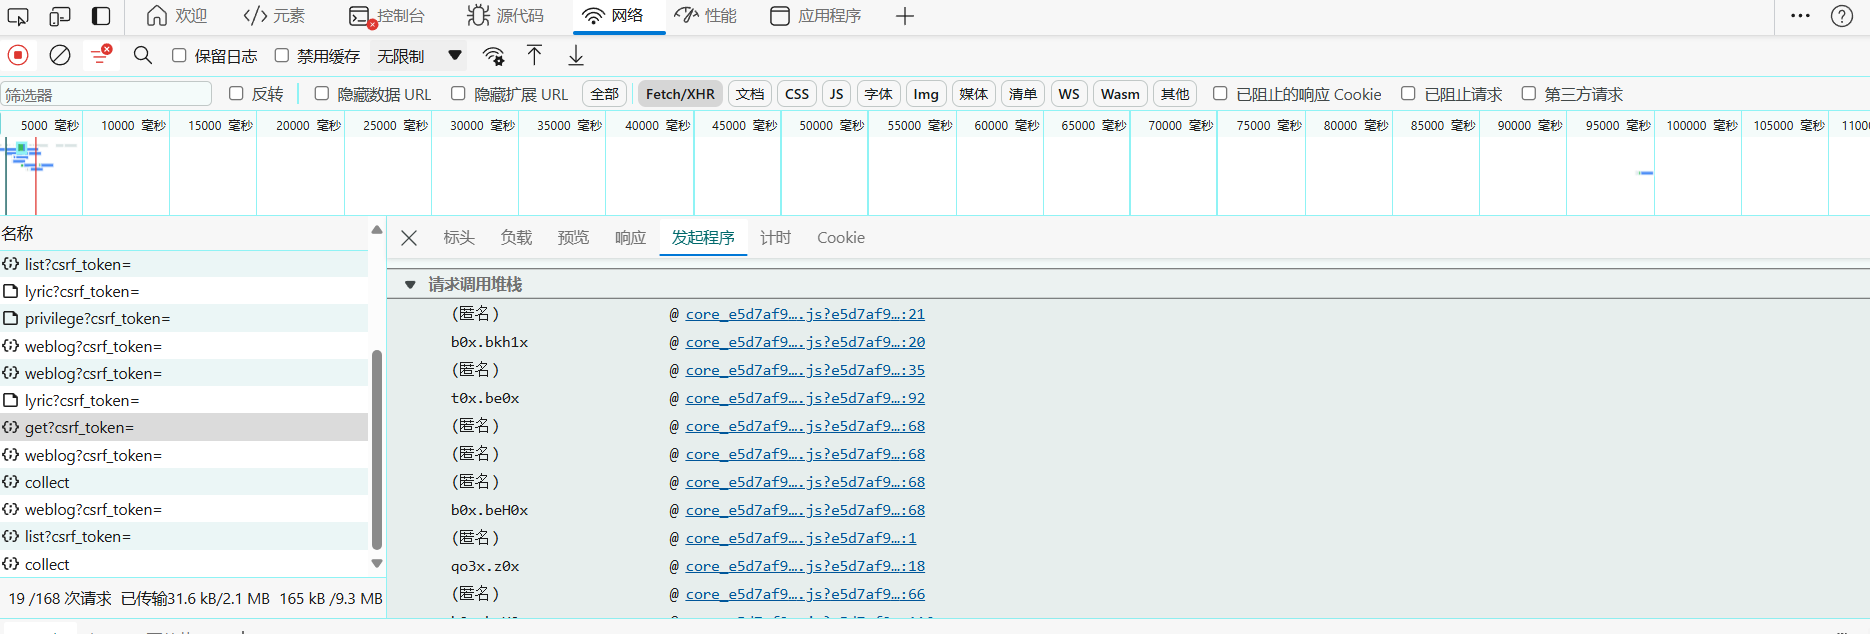 欢迎 元素 控制台 源代码 网络 性能 应用程序
保留日志 禁用缓存 无限制
筛选器 反转 隐藏数据 URL 隐藏扩展 URL 全部 Fetch/XHR 文档 CSS JS 字体 Img 媒体 清单 WS Wasm 其他 已阻止的响应 Cookie 已阻止请求 第三方请求
5000 毫秒 10000 毫秒 15000 毫秒 20000 毫秒 25000 毫秒 30000 毫秒 35000 毫秒 40000 毫秒 45000 毫秒 50000 毫秒 55000 毫秒 60000 毫秒 65000 毫秒 70000 毫秒 75000 毫秒 80000 毫秒 85000 毫秒 90000 毫秒 95000 毫秒 100000 毫秒 105000 毫秒
名称
list?csrf_token=
lyric?csrf_token=
privilege?csrf_token=
weblog?csrf_token=
weblog?csrf_token=
lyric?csrf_token=
get?csrf_token=
weblog?csrf_token=
collect
weblog?csrf_token=
list?csrf_token=
collect
19 /168 次请求 已传输31.6 kB/2.1 MB 165 kB /9.3 MB
标头 负载 预览 响应 发起程序 计时 Cookie
请求调用堆栈
(匿名) @ core_e5d7af9….js?e5d7af9…:21
b0x.bkh1x @ core_e5d7af9….js?e5d7af9…:20
(匿名) @ core_e5d7af9….js?e5d7af9…:35
t0x.be0x @ core_e5d7af9….js?e5d7af9…:92
(匿名) @ core_e5d7af9….js?e5d7af9…:68
(匿名) @ core_e5d7af9….js?e5d7af9…:68
(匿名) @ core_e5d7af9….js?e5d7af9…:68
b0x.beH0x @ core_e5d7af9….js?e5d7af9…:68
(匿名) @ core_e5d7af9….js?e5d7af9…:1
qo3x.z0x @ core_e5d7af9….js?e5d7af9…:18
(匿名) @ core_e5d7af9….js?e5d7af9…:66